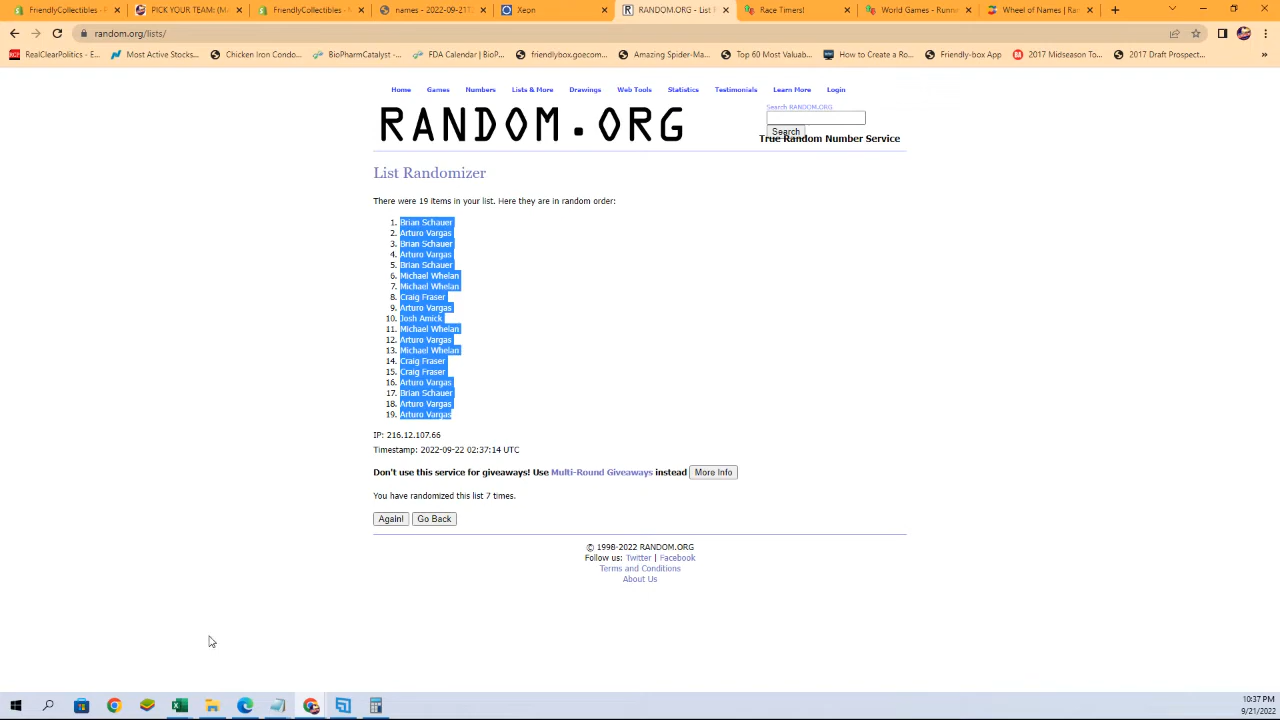 FriendlyCollectibles - S
PICK YOUR TEAM! (MA
FriendlyCollectibles - S
names - 2022-09-21T2
Xeon
RANDOM.ORG - List R
Race Timers!
World Games - Runne
Wheel of Names | Ran
random.org/lists/
RealClearPolitics - E...
Most Active Stocks...
Chicken Iron Condo...
BioPharmCatalyst -...
FDA Calendar | BioP...
friendlybox.goecom...
Amazing Spider-Ma...
Top 60 Most Valuab...
How to Create a Ro...
Friendly-box App
2017 Midseason To...
2017 Draft Prospect...
Home Games Numbers Lists & More Drawings Web Tools Statistics Testimonials Learn More Login
RANDOM.ORG
Search RANDOM.ORG
Search
True Random Number Service
List Randomizer
There were 19 items in your list. Here they are in random order:
1. Brian Schauer
2. Arturo Vargas
3. Brian Schauer
4. Arturo Vargas
5. Brian Schauer
6. Michael Whelan
7. Michael Whelan
8. Craig Fraser
9. Arturo Vargas
10. Josh Amick
11. Michael Whelan
12. Arturo Vargas
13. Michael Whelan
14. Craig Fraser
15. Craig Fraser
16. Arturo Vargas
17. Brian Schauer
18. Arturo Vargas
19. Arturo Vargas
IP: 216.12.107.66
Timestamp: 2022-09-22 02:37:14 UTC
Don't use this service for giveaways! Use Multi-Round Giveaways instead More Info
You have randomized this list 7 times.
Again! Go Back
© 1998-2022 RANDOM.ORG
Follow us: Twitter | Facebook
Terms and Conditions
About Us
10:37 PM
9/21/2022